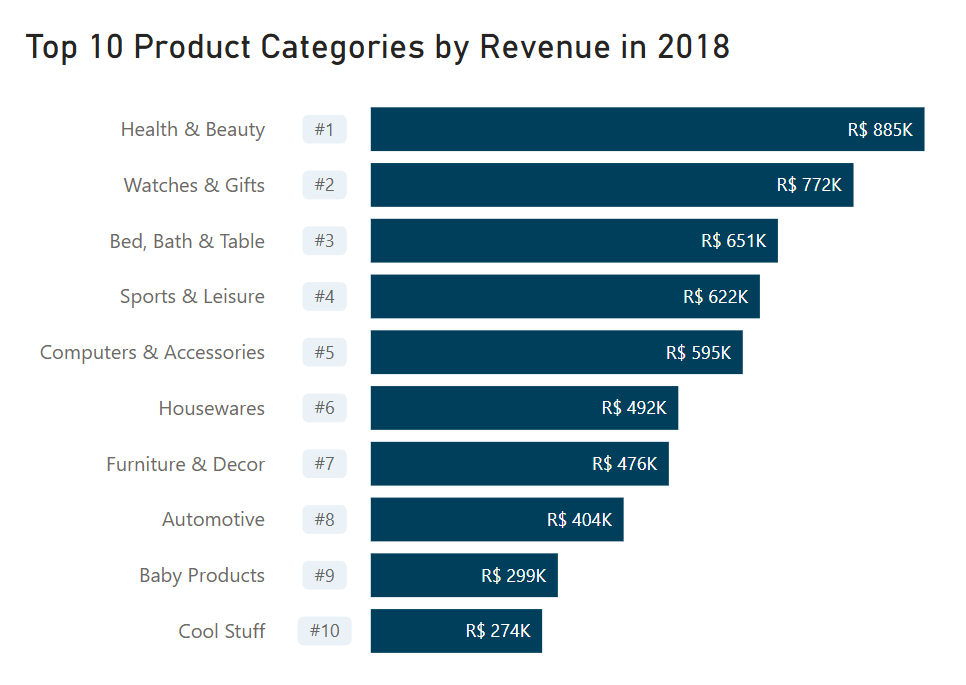 Top 10 Product Categories by Revenue in 2018
Health & Beauty #1 R$ 885K
Watches & Gifts #2 R$ 772K
Bed, Bath & Table #3 R$ 651K
Sports & Leisure #4 R$ 622K
Computers & Accessories #5 R$ 595K
Housewares #6 R$ 492K
Furniture & Decor #7 R$ 476K
Automotive #8 R$ 404K
Baby Products #9 R$ 299K
Cool Stuff #10 R$ 274K